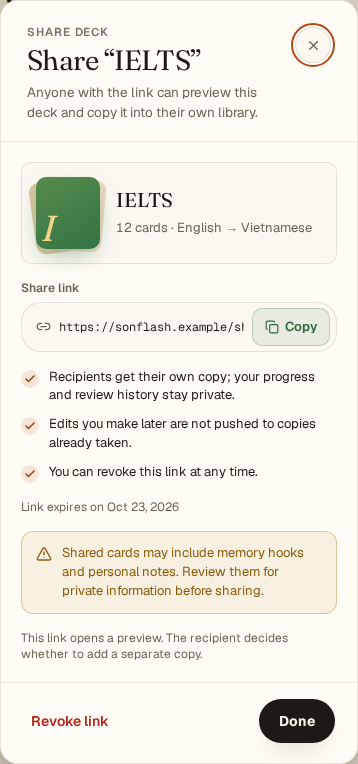 SHARE DECK
Share “IELTS”
Anyone with the link can preview this
deck and copy it into their own library.
I
IELTS
12 cards · English → Vietnamese
Share link
https://sonflash.example/sh
Copy
Recipients get their own copy; your progress
and review history stay private.
Edits you make later are not pushed to copies
already taken.
You can revoke this link at any time.
Link expires on Oct 23, 2026
Shared cards may include memory hooks
and personal notes. Review them for
private information before sharing.
This link opens a preview. The recipient decides
whether to add a separate copy.
Revoke link
Done